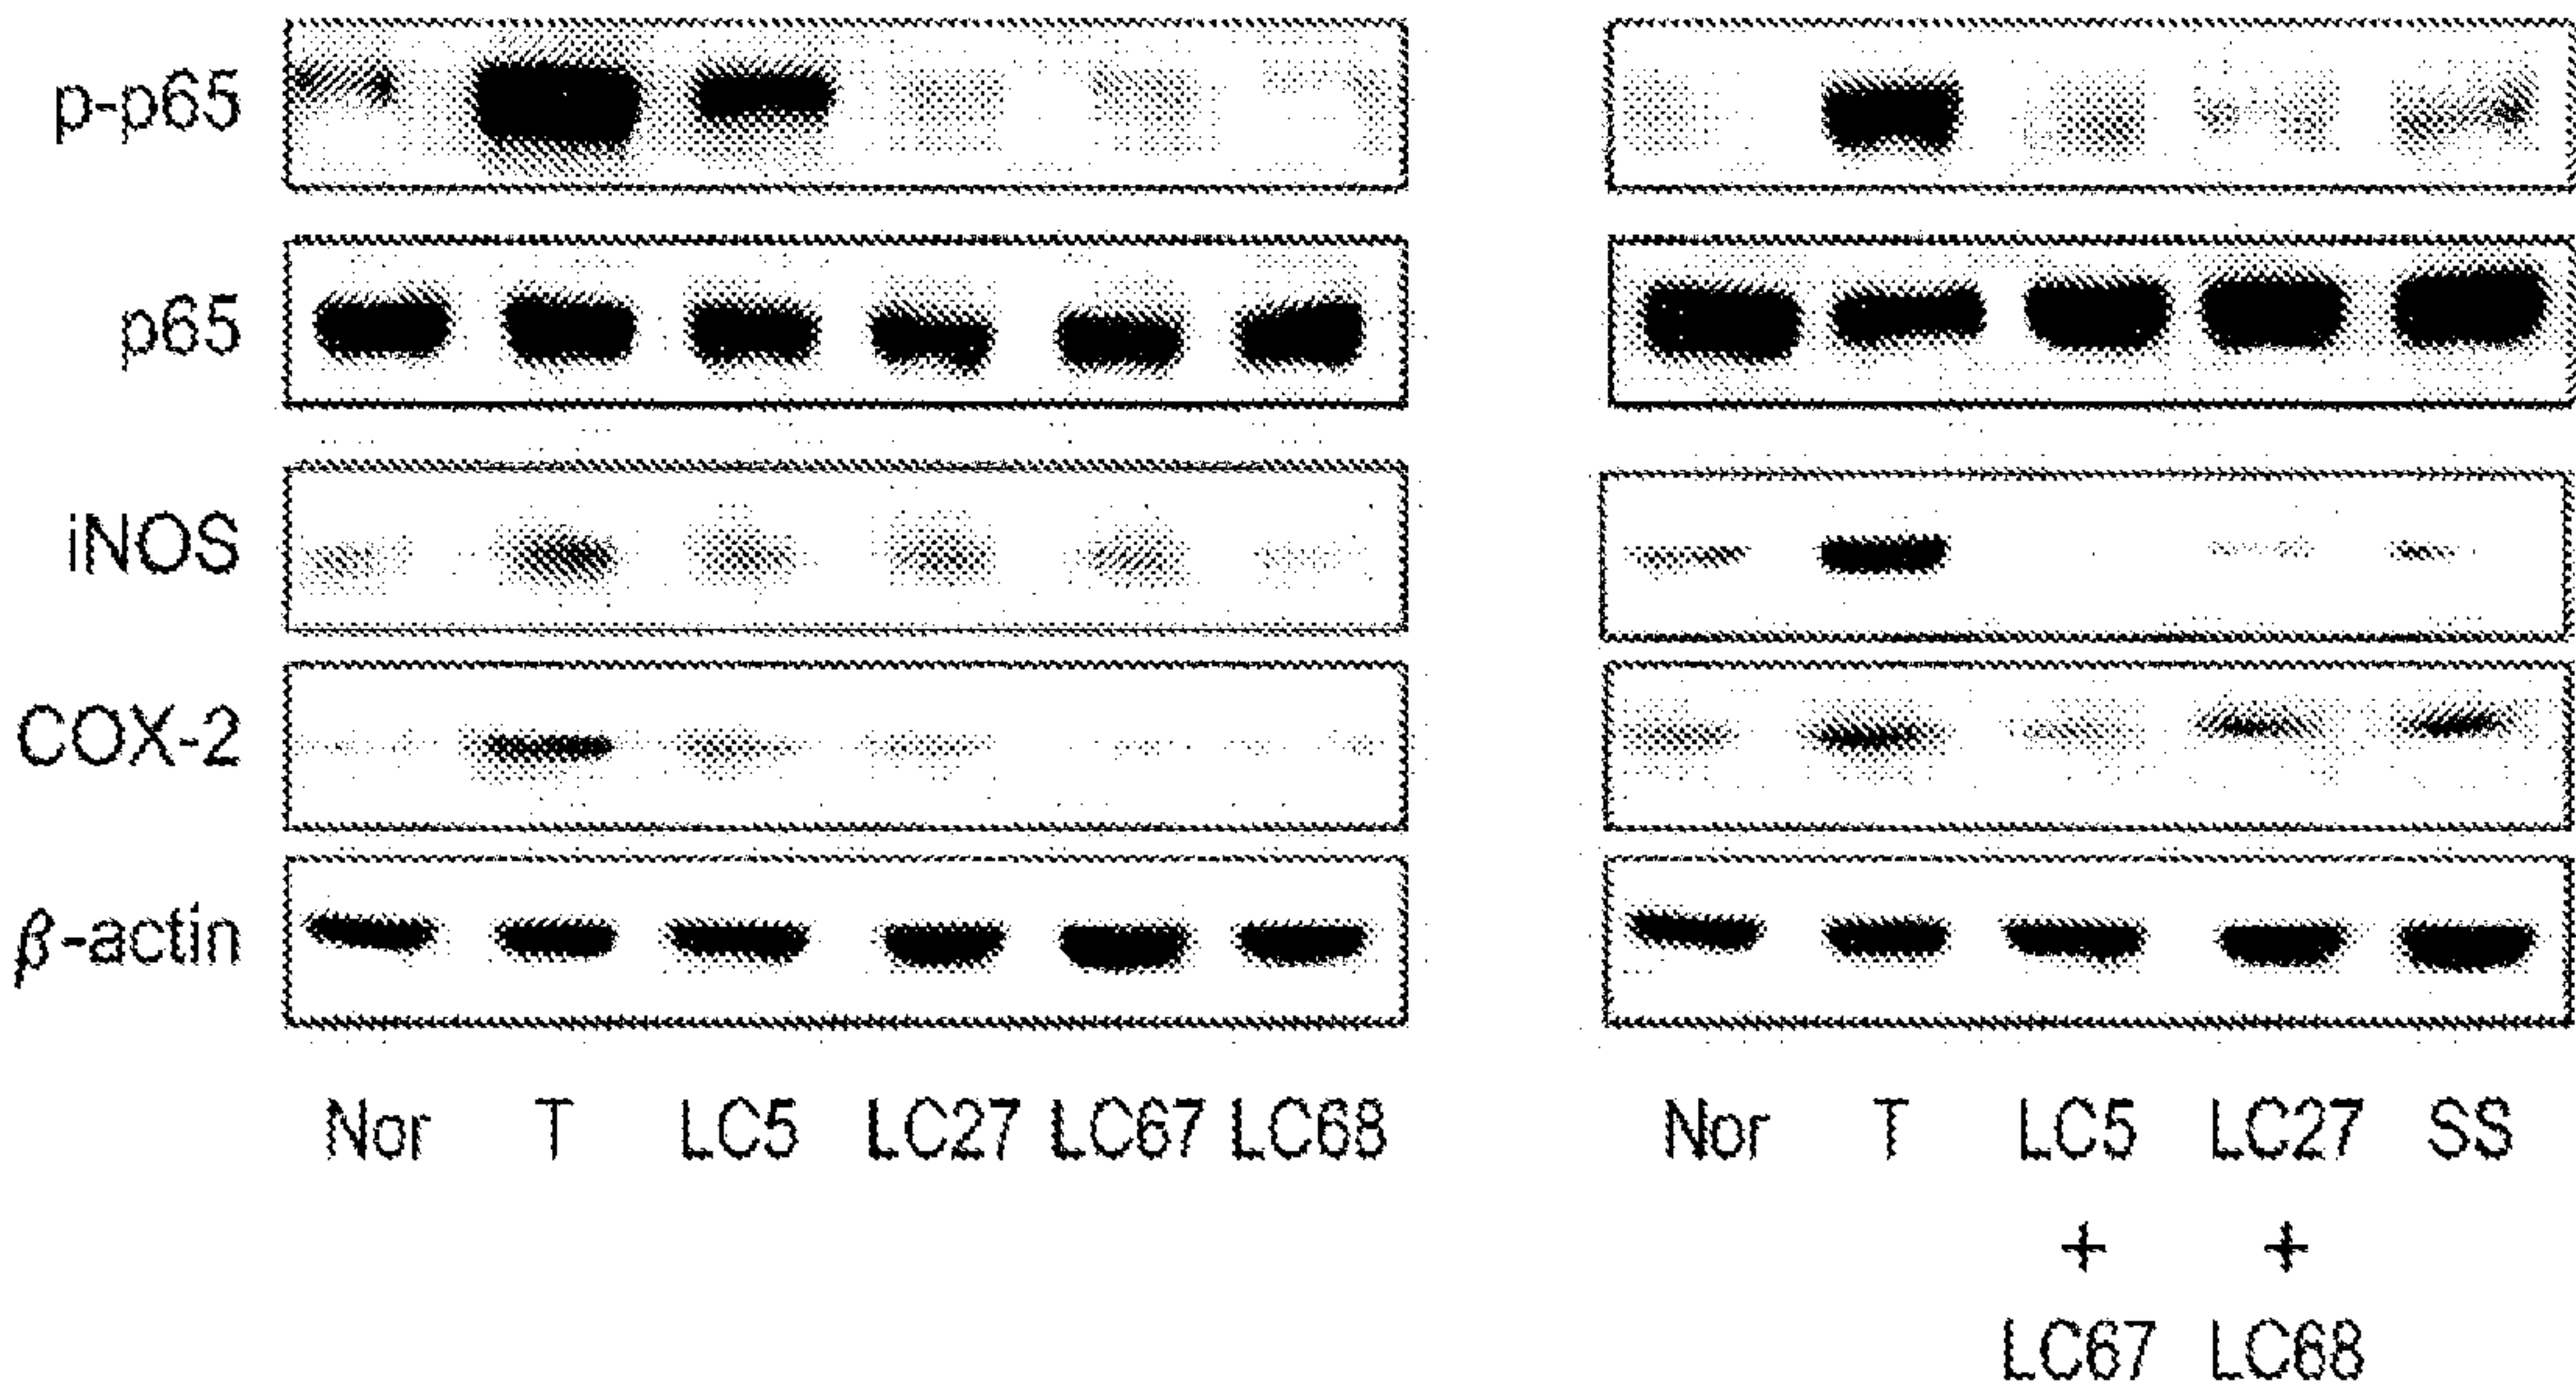 p-p65
p65
iNOS
COX-2
β-actin
Nor T LC5 LC27 LC67 LC68
Nor T LC5 LC27 SS
+ +
LC67 LC68